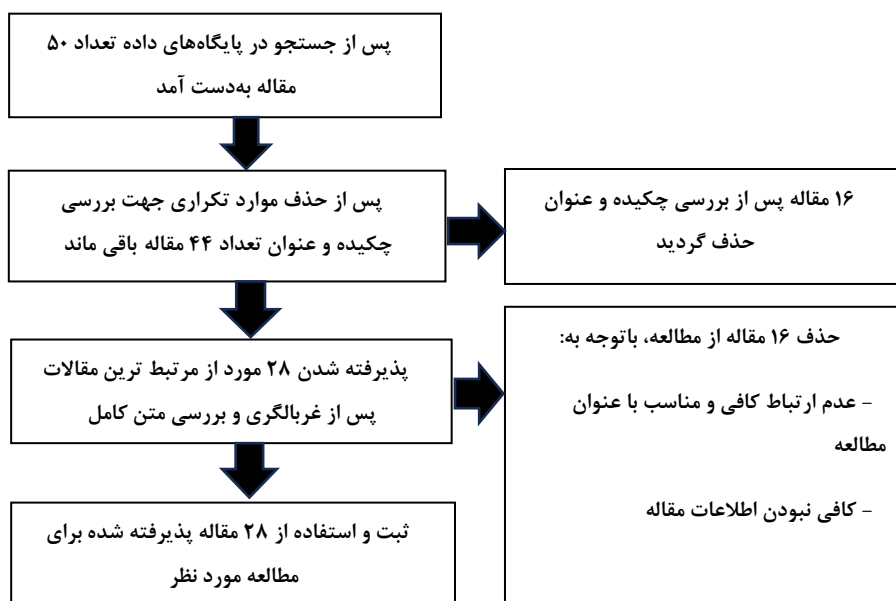 پس از جستجو در پایگاه‌های داده تعداد ۵۰
مقاله به‌دست آمد
پس از حذف موارد تکراری جهت بررسی
چکیده و عنوان تعداد ۴۴ مقاله باقی ماند
۱۶ مقاله پس از بررسی چکیده و عنوان
حذف گردید
پذیرفته شدن ۲۸ مورد از مرتبط ترین مقالات
پس از غربالگری و بررسی متن کامل
حذف ۱۶ مقاله از مطالعه، باتوجه به:
- عدم ارتباط کافی و مناسب با عنوان
مطالعه
- کافی نبودن اطلاعات مقاله
ثبت و استفاده از ۲۸ مقاله پذیرفته شده برای
مطالعه مورد نظر